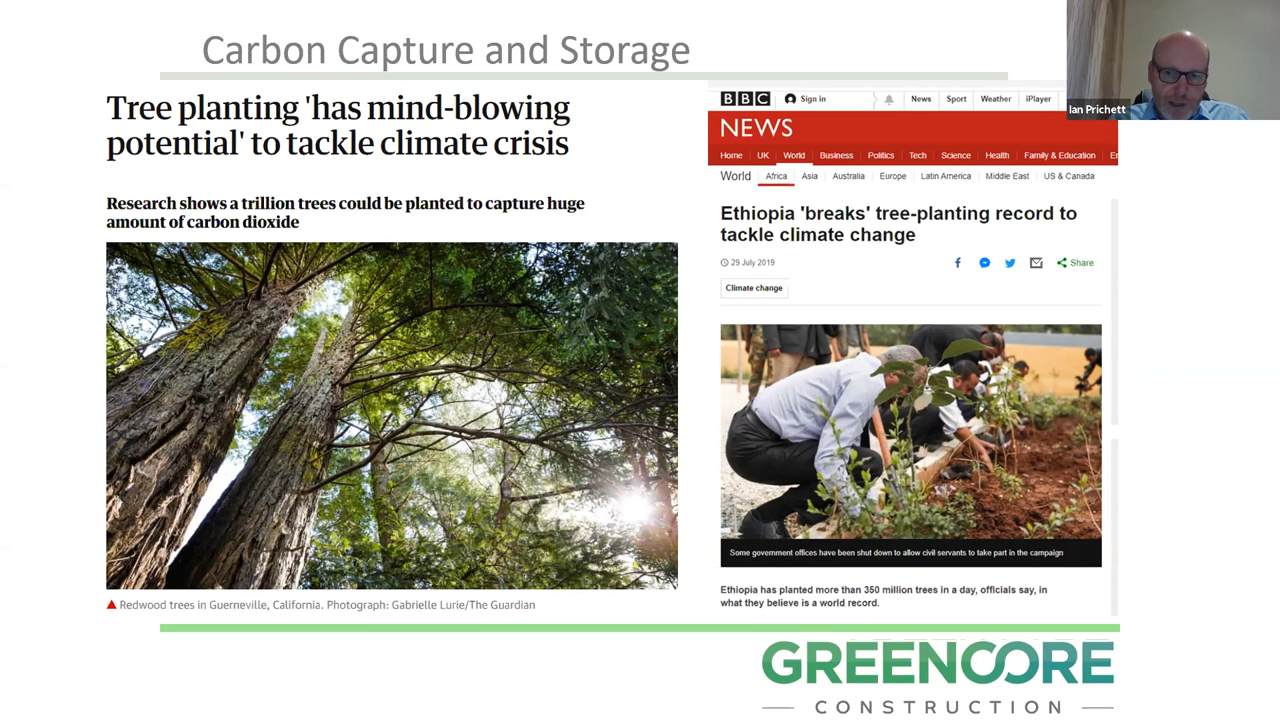 Carbon Capture and Storage
Ian Prichett
Tree planting 'has mind-blowing
potential' to tackle climate crisis
Research shows a trillion trees could be planted to capture huge
amount of carbon dioxide
Redwood trees in Guerneville, California. Photograph: Gabrielle Lurie/The Guardian
BBC Sign in News Sport Weather iPlayer
NEWS
Home UK World Business Politics Tech Science Health Family & Education
World Africa Asia Australia Europe Latin America Middle East US & Canada
Ethiopia 'breaks' tree-planting record to
tackle climate change
29 July 2019 Share
Climate change
Some government offices have been shut down to allow civil servants to take part in the campaign
Ethiopia has planted more than 350 million trees in a day, officials say, in
what they believe is a world record.
GREENCORE
CONSTRUCTION